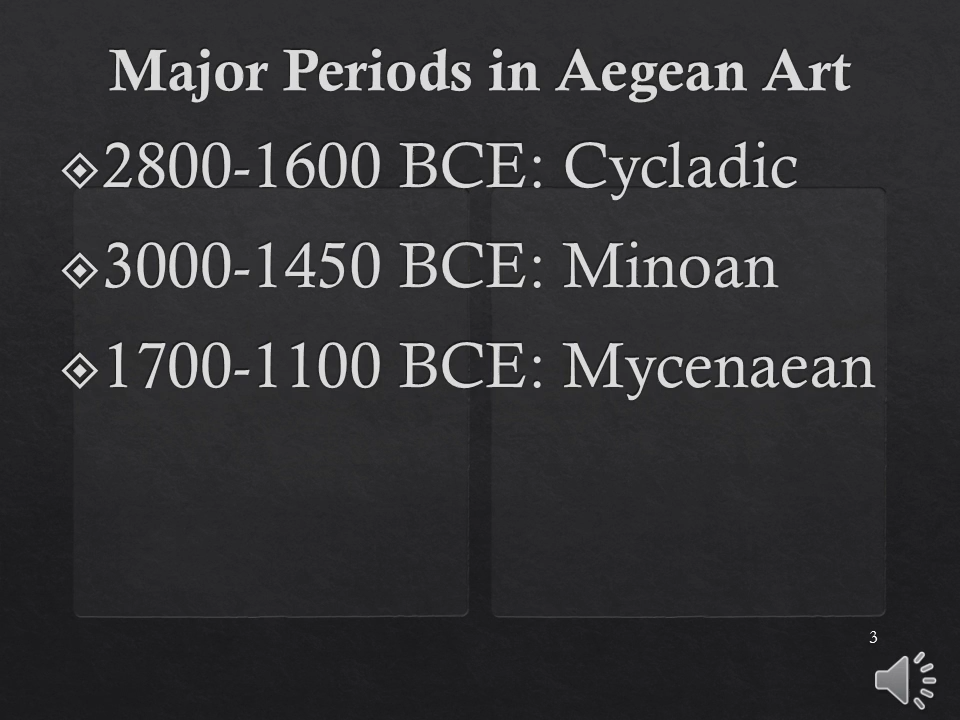 Major Periods in Aegean Art
2800-1600 BCE: Cycladic
3000-1450 BCE: Minoan
1700-1100 BCE: Mycenaean
3